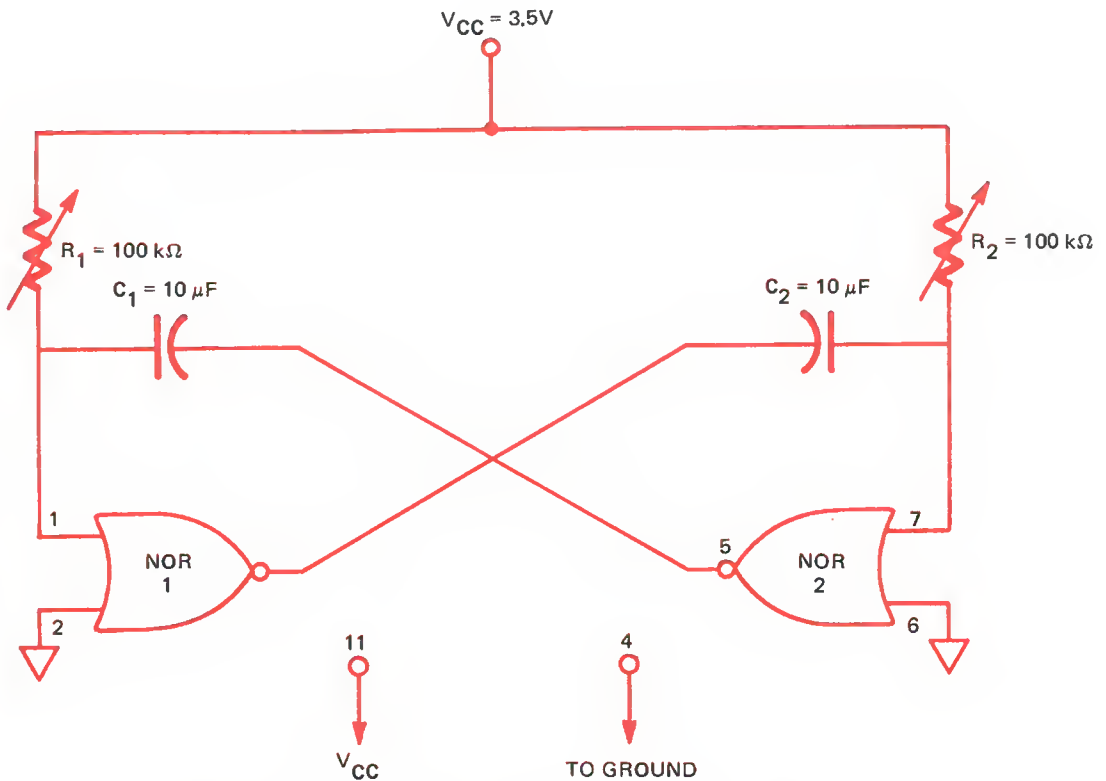 VCC = 3.5V
R1 = 100 kΩ
C1 = 10 μF
C2 = 10 μF
R2 = 100 kΩ
1
NOR
1
2
5
7
NOR
2
6
11
VCC
4
TO GROUND